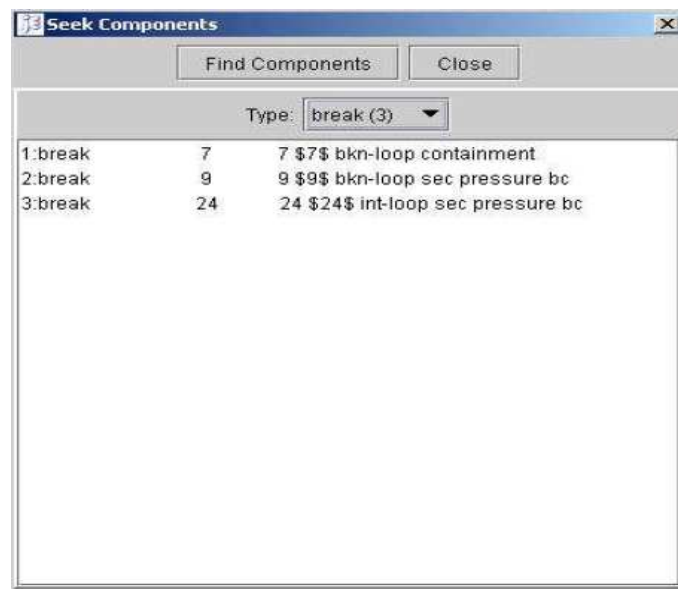 Seek Components
Find Components Close
Type: break (3)
1:break 7 7 $7$ bkn-loop containment
2:break 9 9 $9$ bkn-loop sec pressure bc
3:break 24 24 $24$ int-loop sec pressure bc